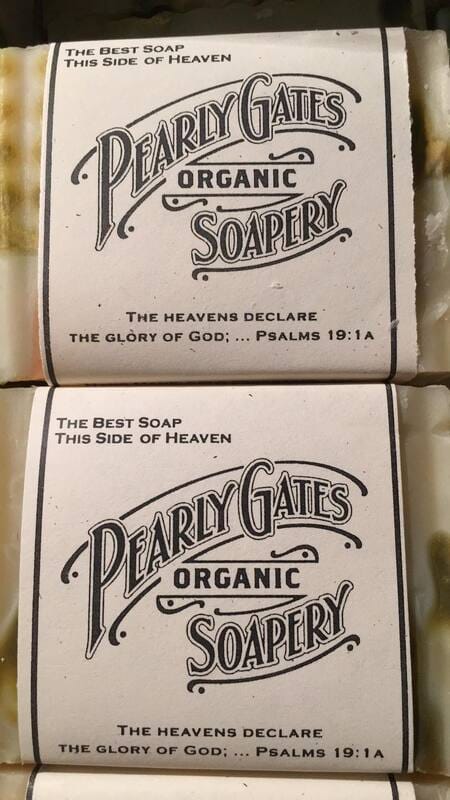 The Best Soap
This Side of Heaven
Pearly Gates
Organic
Soapery
The heavens declare
the glory of God; ... Psalms 19:1a
The Best Soap
This Side of Heaven
Pearly Gates
Organic
Soapery
The heavens declare
the glory of God; ... Psalms 19:1a